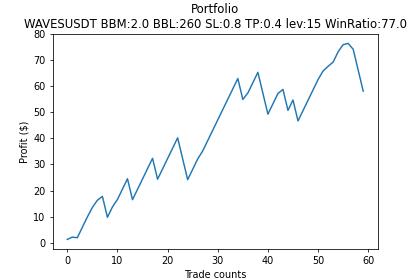 Portfolio
WAVESUSDT BBM:2.0 BBL:260 SL:0.8 TP:0.4 lev:15 WinRatio:77.0
80
70
60
50
40
30
20
10
0
Profit ($)
0 10 20 30 40 50 60
Trade counts